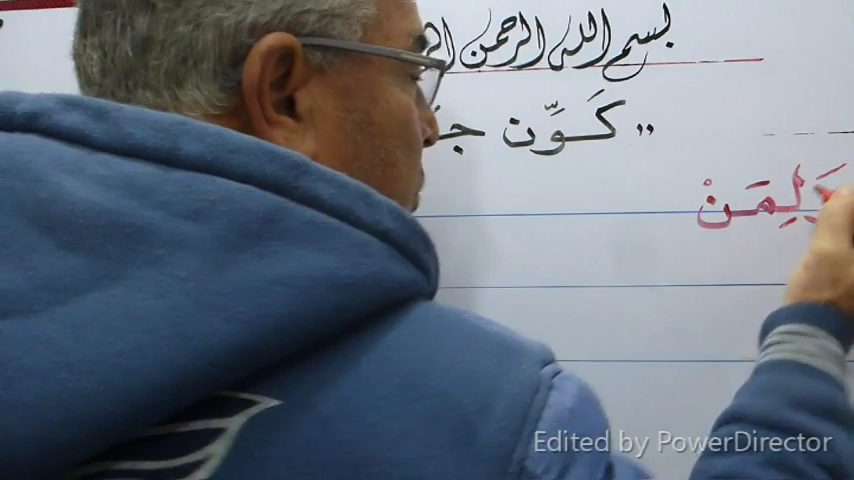 بسم الله الرحمن
,, كَوِّن
لِمَنْ
Edited by PowerDirector